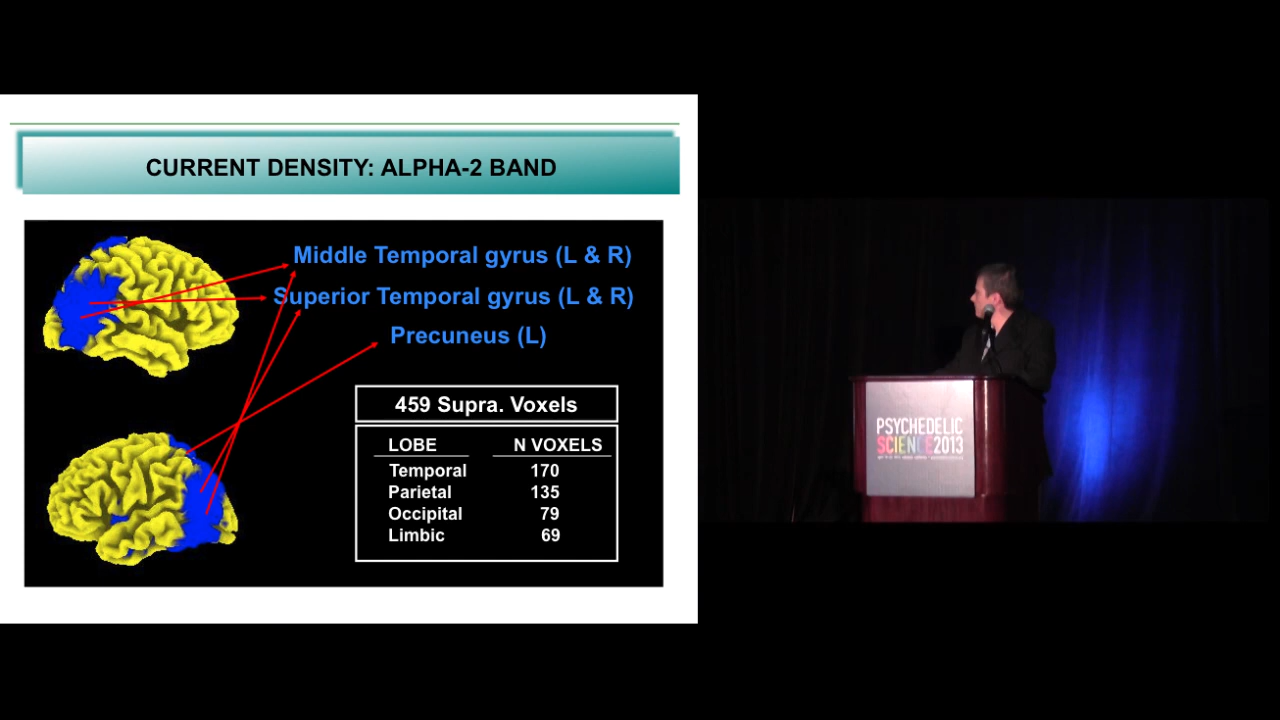 CURRENT DENSITY: ALPHA-2 BAND
Middle Temporal gyrus (L & R)
Superior Temporal gyrus (L & R)
Precuneus (L)
459 Supra. Voxels
LOBE N VOXELS
Temporal 170
Parietal 135
Occipital 79
Limbic 69
PSYCHEDELIC
SCIENCE2013